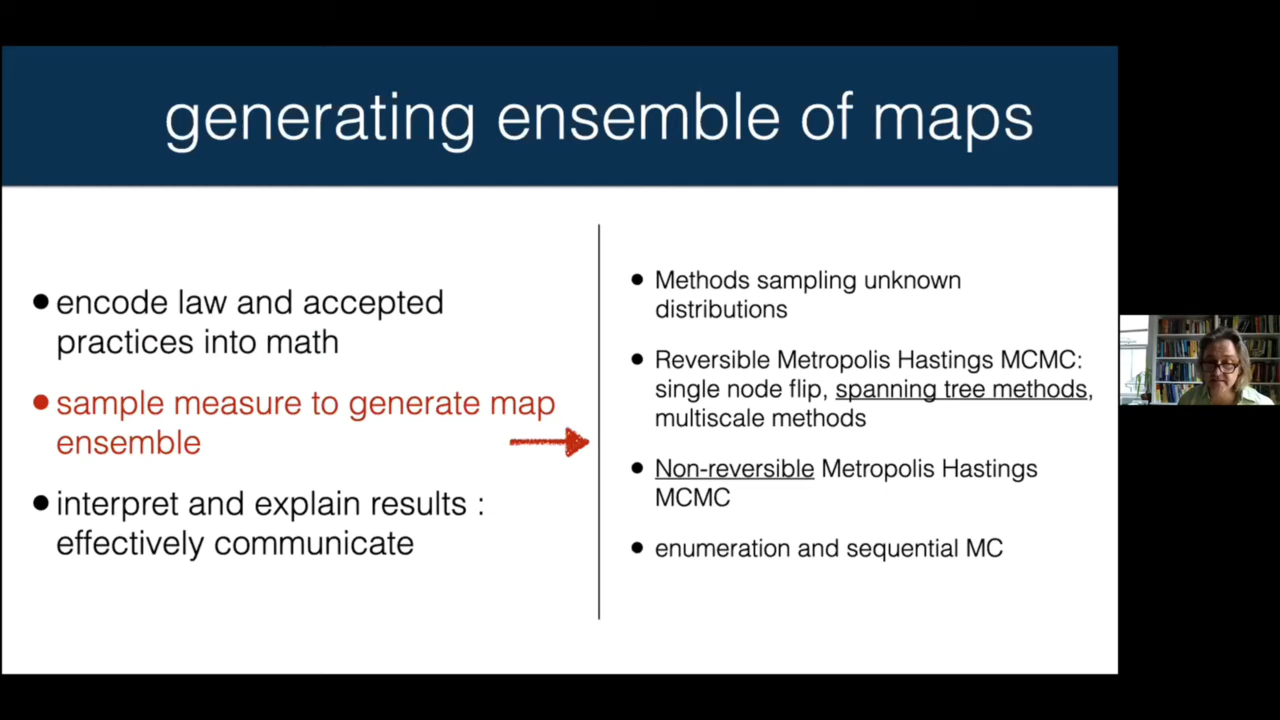 generating ensemble of maps
● encode law and accepted
practices into math
● sample measure to generate map
ensemble
● interpret and explain results :
effectively communicate
● Methods sampling unknown
distributions
● Reversible Metropolis Hastings MCMC:
single node flip, spanning tree methods,
multiscale methods
● Non-reversible Metropolis Hastings
MCMC
● enumeration and sequential MC